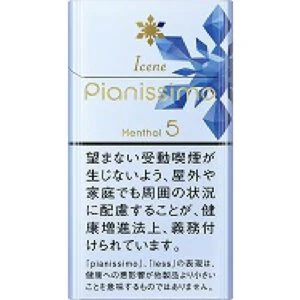 Icene
Pianissimo
Menthol 5
望まない受動喫煙が
生じないよう、屋外や
家庭でも周囲の状況
に配慮することが、健
康増進法上、義務付
けられています。
「pianissimo」、「less」の表現は、
健康への悪影響が他製品より小さい
ことを意味するものではありません。